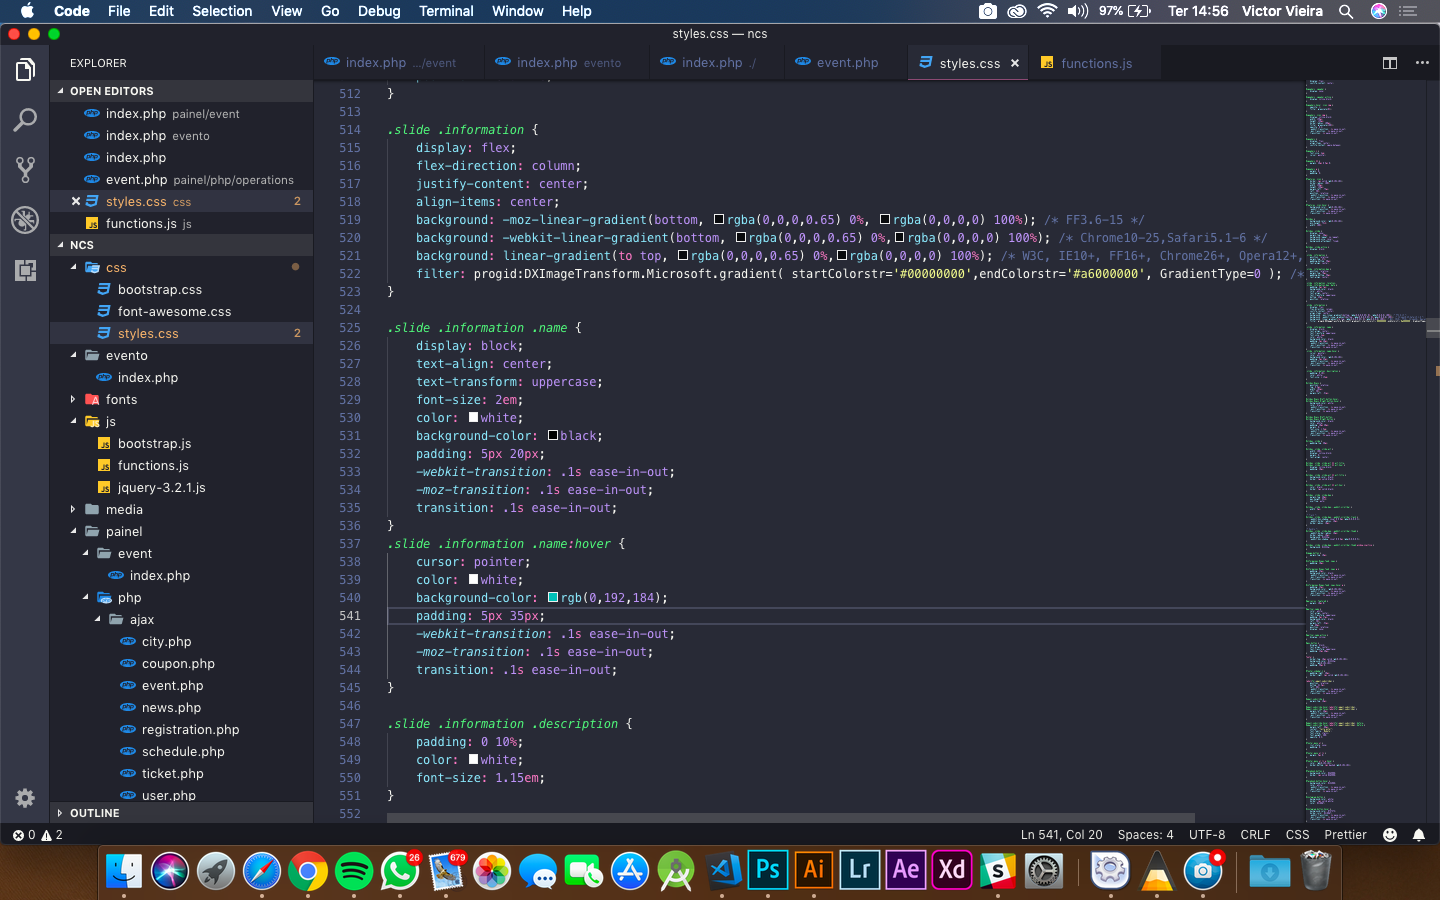 Code File Edit Selection View Go Debug Terminal Window Help 97% Ter 14:56 Victor Vieira
styles.css — ncs
EXPLORER
index.php .../event index.php evento index.php ./ event.php styles.css × functions.js
OPEN EDITORS
index.php painel/event
index.php evento
index.php
event.php painel/php/operations
styles.css css 2
functions.js js
NCS
css
bootstrap.css
font-awesome.css
styles.css 2
evento
index.php
fonts
js
bootstrap.js
functions.js
jquery-3.2.1.js
media
painel
event
index.php
php
ajax
city.php
coupon.php
event.php
news.php
registration.php
schedule.php
ticket.php
user.php
OUTLINE
512 }
513
514 .slide .information {
515 display: flex;
516 flex-direction: column;
517 justify-content: center;
518 align-items: center;
519 background: -moz-linear-gradient(bottom, rgba(0,0,0,0.65) 0%, rgba(0,0,0,0) 100%); /* FF3.6-15 */
520 background: -webkit-linear-gradient(bottom, rgba(0,0,0,0.65) 0%,rgba(0,0,0,0) 100%); /* Chrome10-25,Safari5.1-6 */
521 background: linear-gradient(to top, rgba(0,0,0,0.65) 0%,rgba(0,0,0,0) 100%); /* W3C, IE10+, FF16+, Chrome26+, Opera12+,
522 filter: progid:DXImageTransform.Microsoft.gradient( startColorstr='#00000000',endColorstr='#a6000000', GradientType=0 ); /*
523 }
524
525 .slide .information .name {
526 display: block;
527 text-align: center;
528 text-transform: uppercase;
529 font-size: 2em;
530 color: white;
531 background-color: black;
532 padding: 5px 20px;
533 -webkit-transition: .1s ease-in-out;
534 -moz-transition: .1s ease-in-out;
535 transition: .1s ease-in-out;
536 }
537 .slide .information .name:hover {
538 cursor: pointer;
539 color: white;
540 background-color: rgb(0,192,184);
541 padding: 5px 35px;
542 -webkit-transition: .1s ease-in-out;
543 -moz-transition: .1s ease-in-out;
544 transition: .1s ease-in-out;
545 }
546
547 .slide .information .description {
548 padding: 0 10%;
549 color: white;
550 font-size: 1.15em;
551 }
552
0 2 Ln 541, Col 20 Spaces: 4 UTF-8 CRLF CSS Prettier
26 679 Ps Ai Lr Ae Xd S